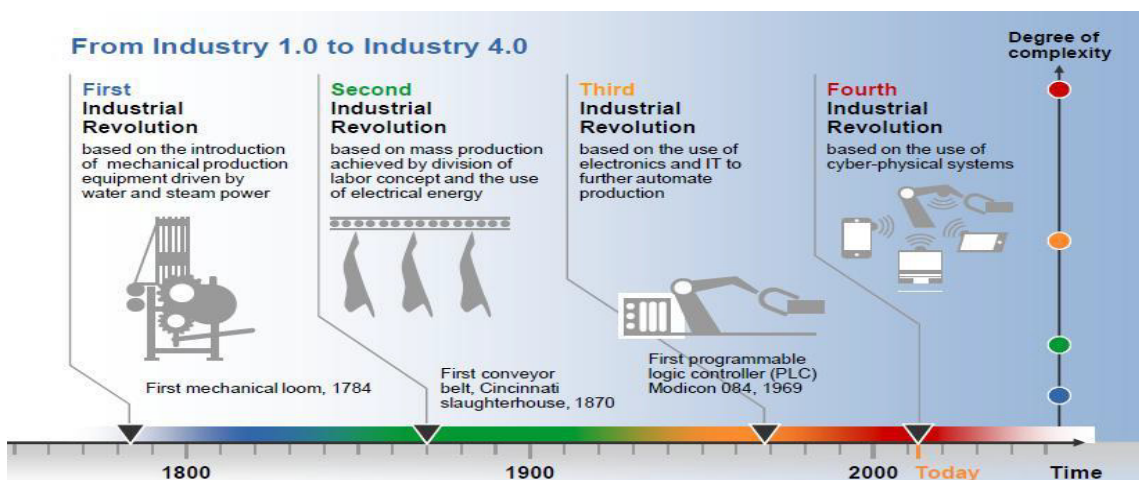 From Industry 1.0 to Industry 4.0
Degree of
complexity
First
Industrial
Revolution
based on the introduction
of mechanical production
equipment driven by
water and steam power
First mechanical loom, 1784
Second
Industrial
Revolution
based on mass production
achieved by division of
labor concept and the use
of electrical energy
First conveyor
belt, Cincinnati
slaughterhouse, 1870
Third
Industrial
Revolution
based on the use of
electronics and IT to
further automate
production
First programmable
logic controller (PLC)
Modicon 084, 1969
Fourth
Industrial
Revolution
based on the use of
cyber-physical systems
1800
1900
2000
Today
Time